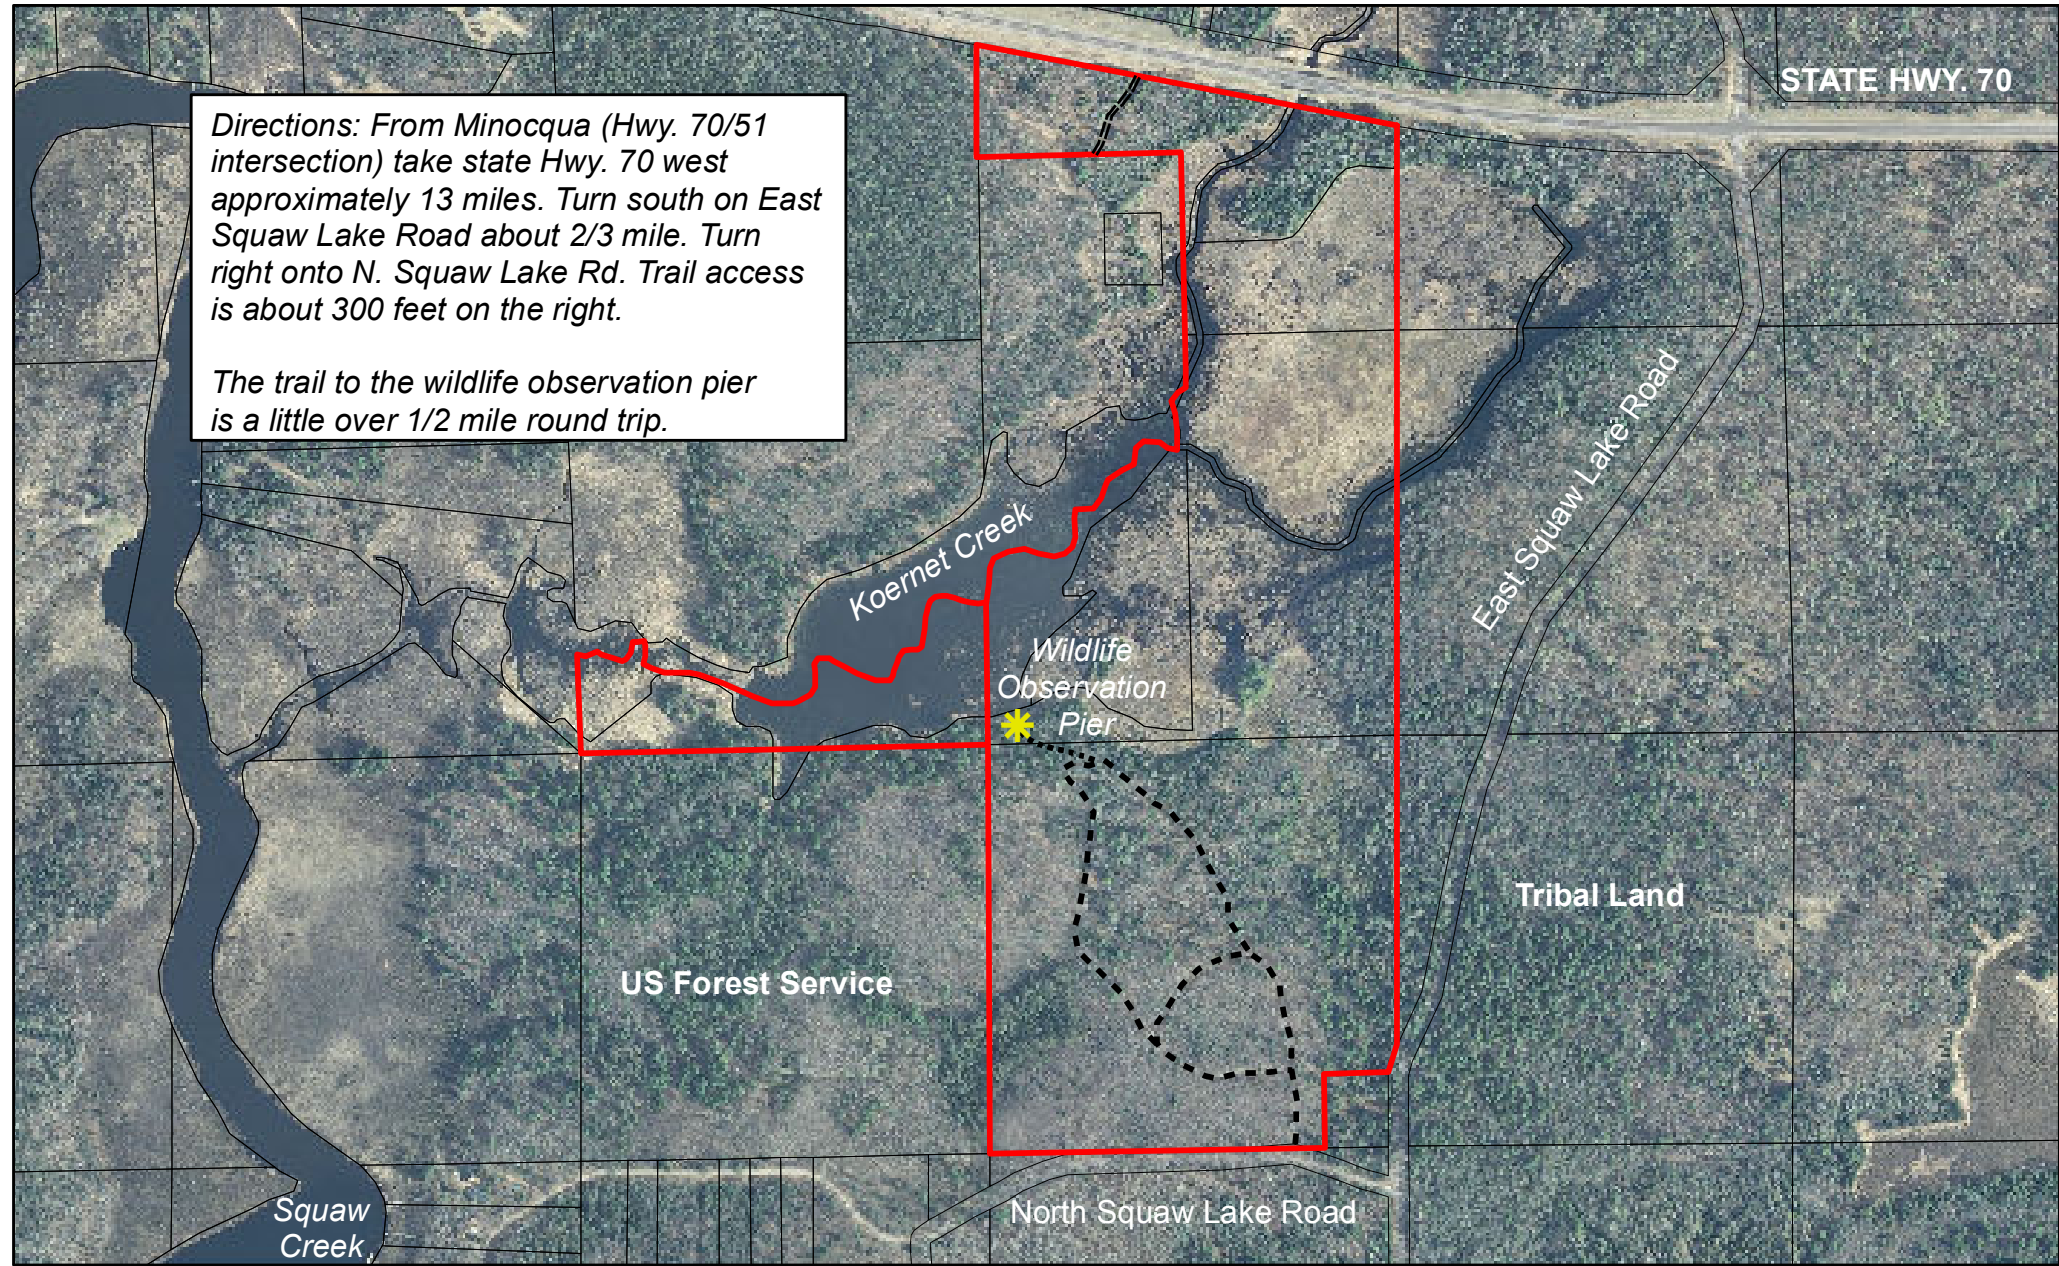 STATE HWY. 70
Directions: From Minocqua (Hwy. 70/51
intersection) take state Hwy. 70 west
approximately 13 miles. Turn south on East
Squaw Lake Road about 2/3 mile. Turn
right onto N. Squaw Lake Rd. Trail access
is about 300 feet on the right.
The trail to the wildlife observation pier
is a little over 1/2 mile round trip.
East Squaw Lake Road
Koernet Creek
Wildlife
Observation
Pier
Tribal Land
US Forest Service
Squaw
Creek
North Squaw Lake Road